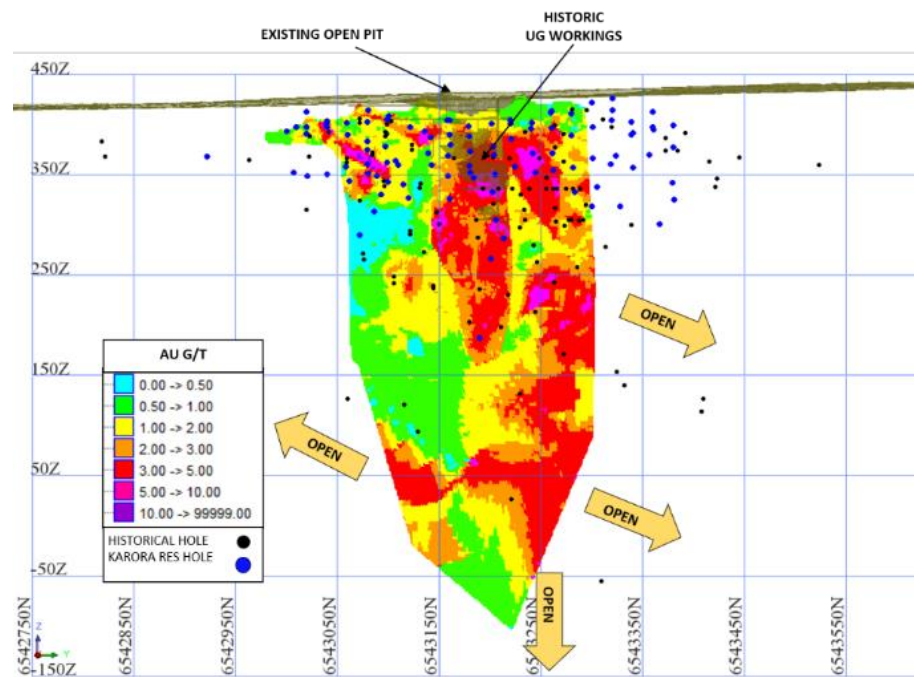 EXISTING OPEN PIT
HISTORIC
UG WORKINGS
450Z
350Z
250Z
150Z
50Z
-50Z
-150Z
OPEN
OPEN
OPEN
OPEN
AU G/T
0.00 -> 0.50
0.50 -> 1.00
1.00 -> 2.00
2.00 -> 3.00
3.00 -> 5.00
5.00 -> 10.00
10.00 -> 99999.00
HISTORICAL HOLE
KARORA RES HOLE
6542750N
6542850N
6542950N
6543050N
6543150N
6543250N
6543350N
6543450N
6543550N
Z
Y